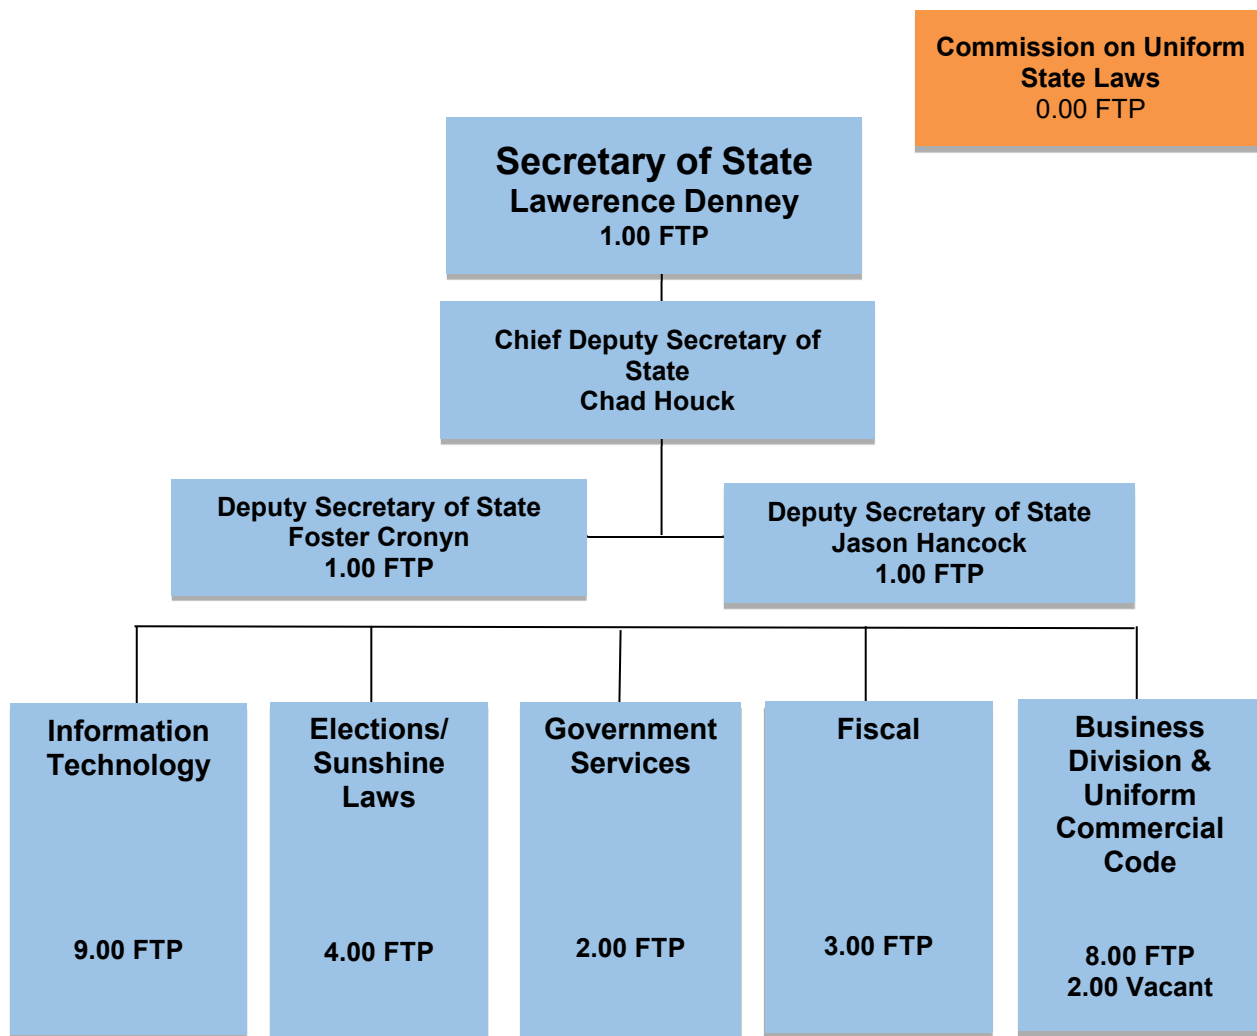 Commission on Uniform
State Laws
0.00 FTP
Secretary of State
Lawerence Denney
1.00 FTP
Chief Deputy Secretary of
State
Chad Houck
Deputy Secretary of State
Foster Cronyn
1.00 FTP
Deputy Secretary of State
Jason Hancock
1.00 FTP
Information
Technology
9.00 FTP
Elections/
Sunshine
Laws
4.00 FTP
Government
Services
2.00 FTP
Fiscal
3.00 FTP
Business
Division &
Uniform
Commercial
Code
8.00 FTP
2.00 Vacant